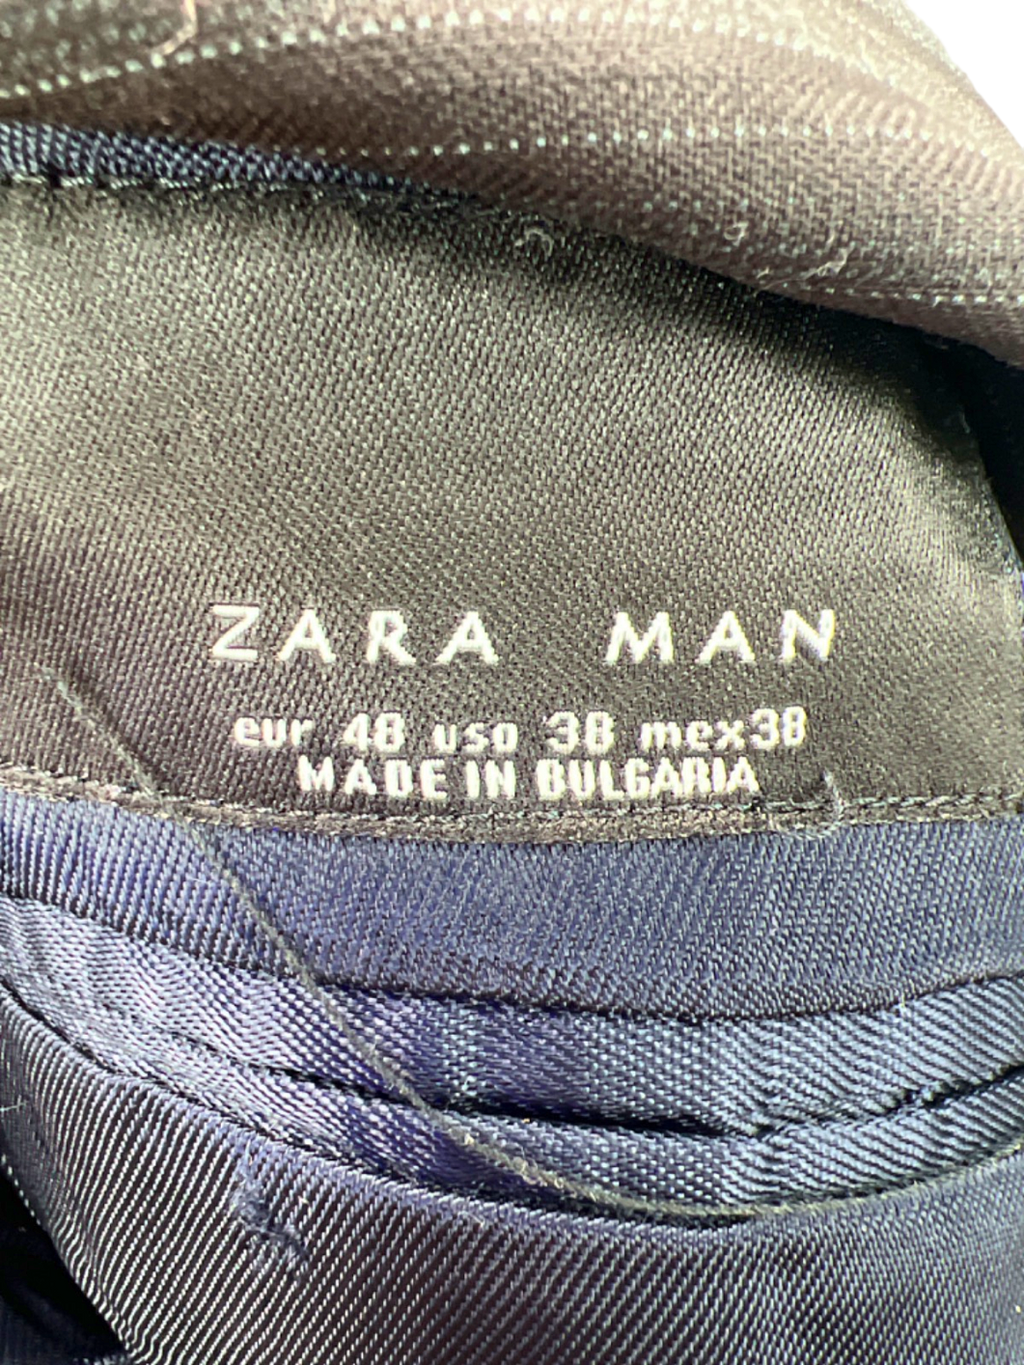 ZARA MAN
eur 48 usa 38 mex38
MADE IN BULGARIA